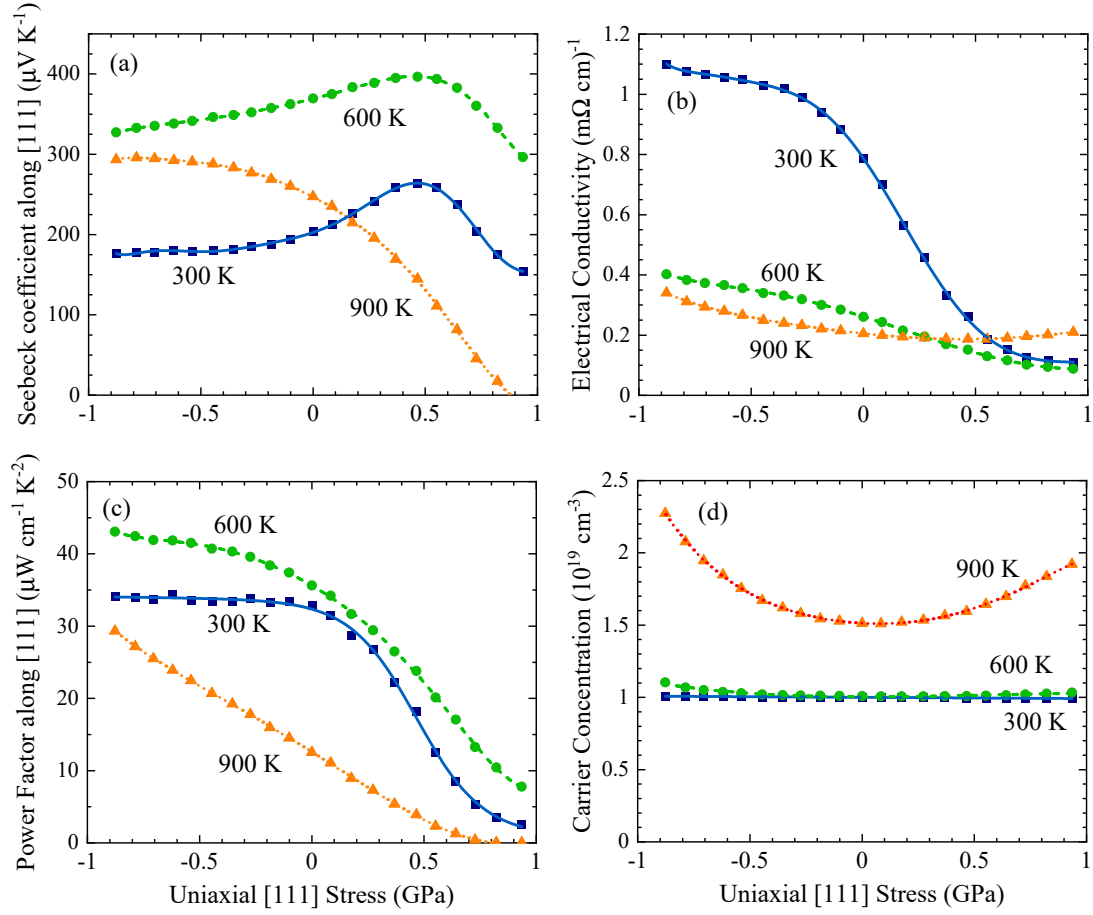 Seebeck coefficient along [111] (μV K⁻¹)
400
300
200
100
0
-1
-0.5
0
0.5
1
(a)
600 K
300 K
900 K
Electrical Conductivity (mΩ cm)⁻¹
1.2
1
0.8
0.6
0.4
0.2
0
-1
-0.5
0
0.5
1
(b)
300 K
600 K
900 K
Power Factor along [111] (μW cm⁻¹ K⁻²)
50
40
30
20
10
0
-1
-0.5
0
0.5
1
(c)
600 K
300 K
900 K
Uniaxial [111] Stress (GPa)
Carrier Concentration (10¹⁹ cm⁻³)
2.5
2
1.5
1
0.5
0
-1
-0.5
0
0.5
1
(d)
900 K
600 K
300 K
Uniaxial [111] Stress (GPa)